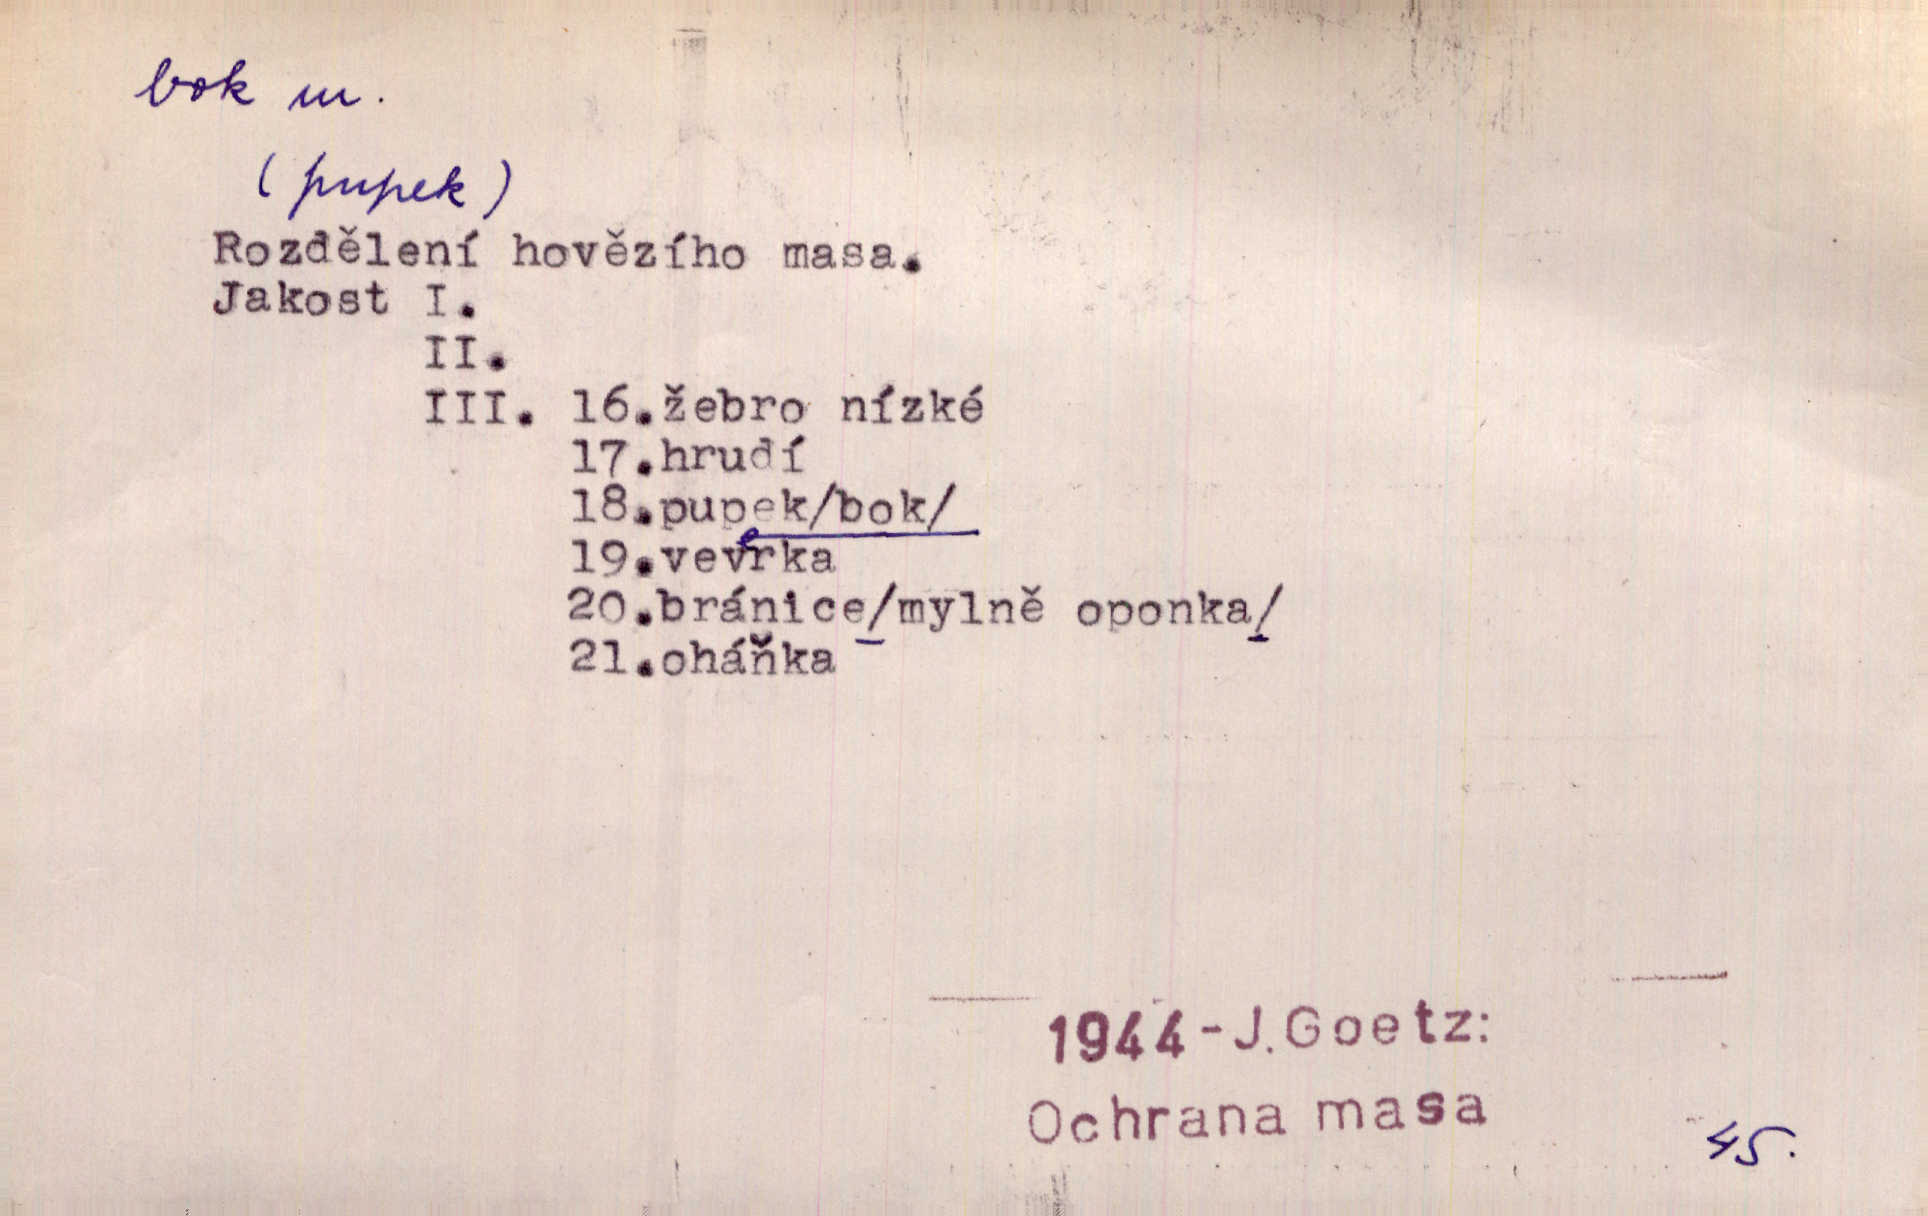 bok m.
(pupek)
Rozdělení hovězího masa.
Jakost I.
II.
III. 16.žebro nízké
17.hrudí
18.pupek/bok/
19.vevrka
20.bránice/mylně oponka/
21.oháňka
1944-J.Goetz:
Ochrana masa
45.